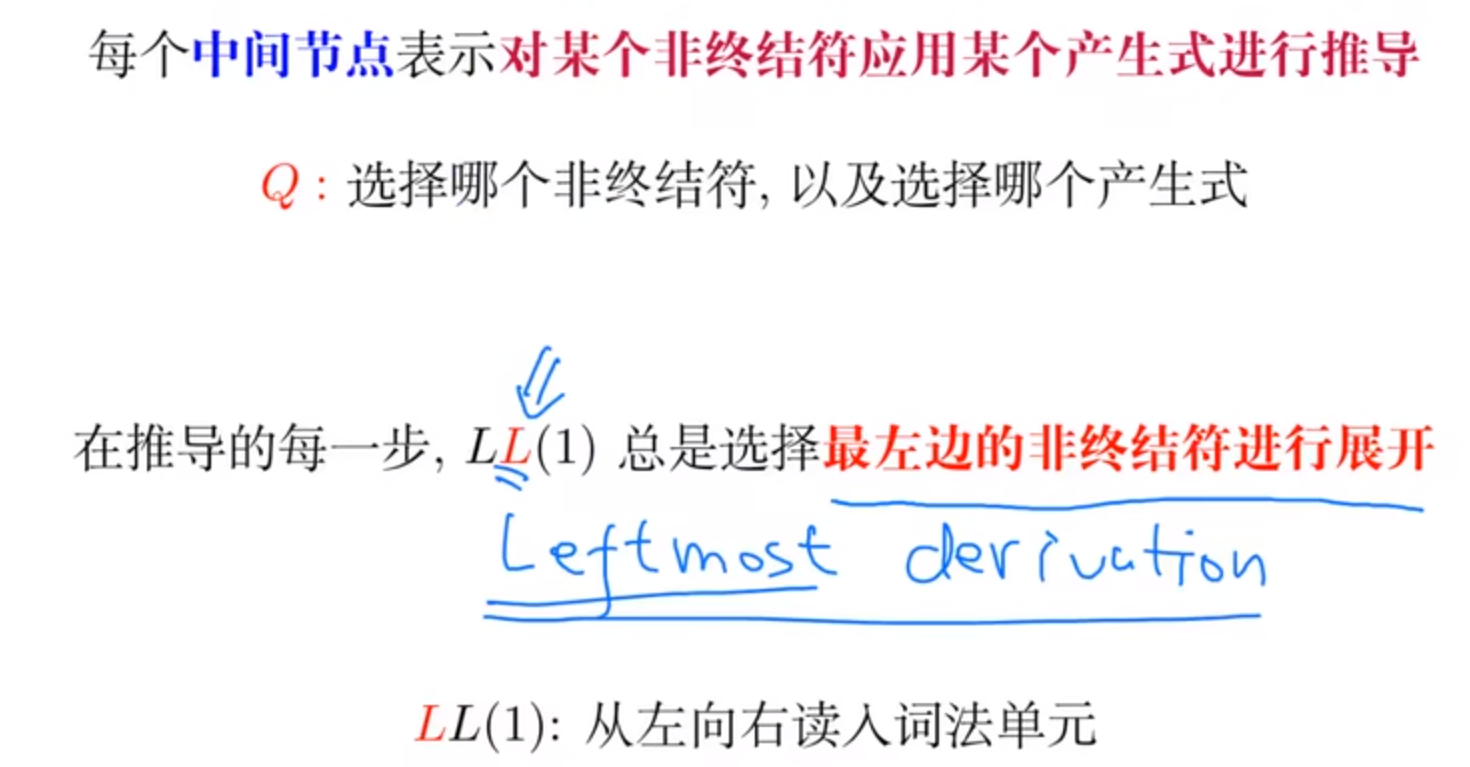 每个中间节点表示对某个非终结符应用某个产生式进行推导
Q : 选择哪个非终结符, 以及选择哪个产生式
在推导的每一步, LL(1) 总是选择最左边的非终结符进行展开
Leftmost derivation
LL(1): 从左向右读入词法单元